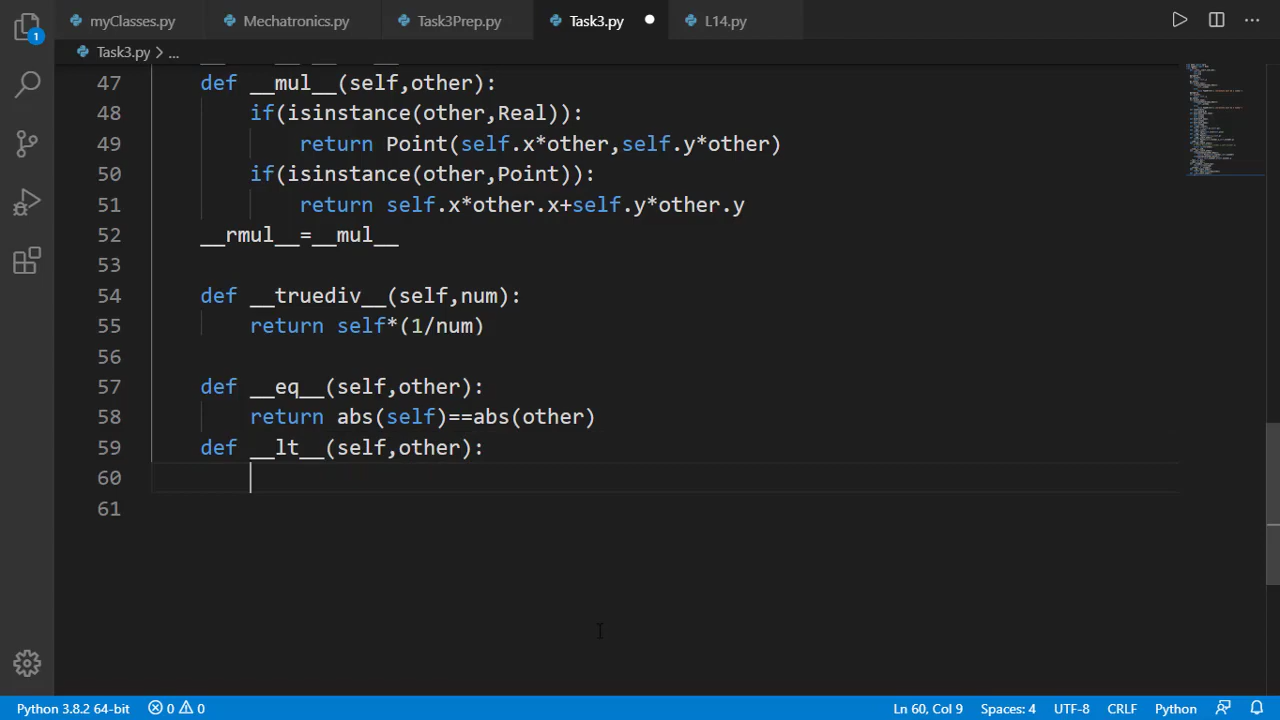 myClasses.py Mechatronics.py Task3Prep.py Task3.py L14.py
Task3.py > ...
47 def __mul__(self,other):
48 if(isinstance(other,Real)):
49 return Point(self.x*other,self.y*other)
50 if(isinstance(other,Point)):
51 return self.x*other.x+self.y*other.y
52 __rmul__=__mul__
53
54 def __truediv__(self,num):
55 return self*(1/num)
56
57 def __eq__(self,other):
58 return abs(self)==abs(other)
59 def __lt__(self,other):
60
61
1
Python 3.8.2 64-bit 0 0 Ln 60, Col 9 Spaces: 4 UTF-8 CRLF Python